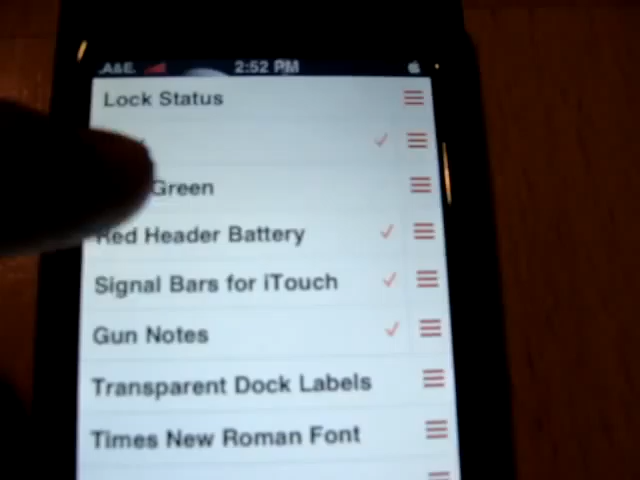 A&E 2:52 PM
Lock Status
Green
Red Header Battery
Signal Bars for iTouch
Gun Notes
Transparent Dock Labels
Times New Roman Font